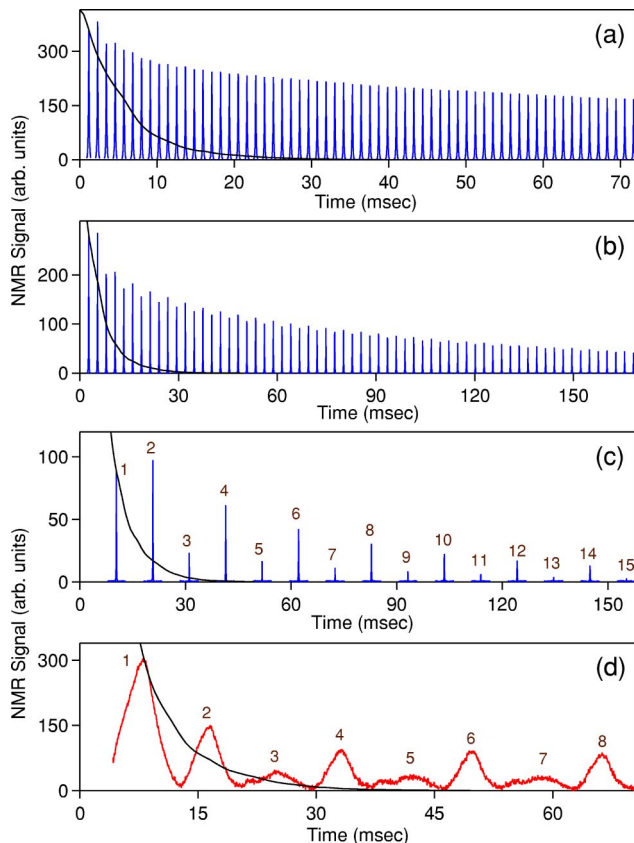 NMR Signal (arb. units)
(a)
300
150
0
0 10 20 30 40 50 60 70
Time (msec)
(b)
200
100
0
0 30 60 90 120 150
Time (msec)
NMR Signal (arb. units)
(c)
100
50
0
1 2 3 4 5 6 7 8 9 10 11 12 13 14 15
0 30 60 90 120 150
Time (msec)
(d)
300
150
0
1 2 3 4 5 6 7 8
0 15 30 45 60
Time (msec)